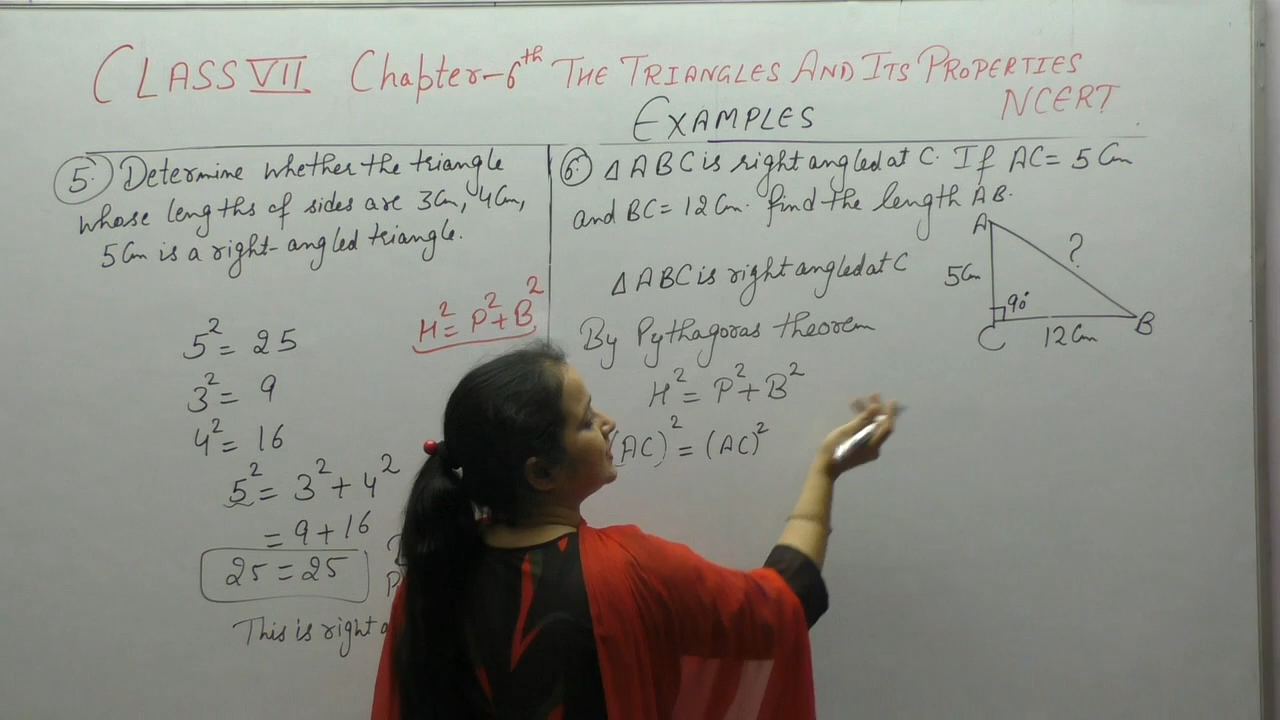 CLASS VII Chapter-6th THE TRIANGLES AND ITS PROPERTIES
NCERT
EXAMPLES
5. Determine whether the triangle
whose lengths of sides are 3Cm, 4Cm,
5Cm is a right-angled triangle.
H² = P² + B²
5² = 25
3² = 9
4² = 16
5² = 3² + 4²
= 9 + 16
25 = 25
This is right
6. △ ABC is right angled at C. If AC = 5 Cm
and BC = 12 Cm. find the length AB.
A
?
5Cm
90°
C
12 Cm
B
△ ABC is right angled at C
By Pythagoras theorem
H² = P² + B²
(AC)² = (AC)²